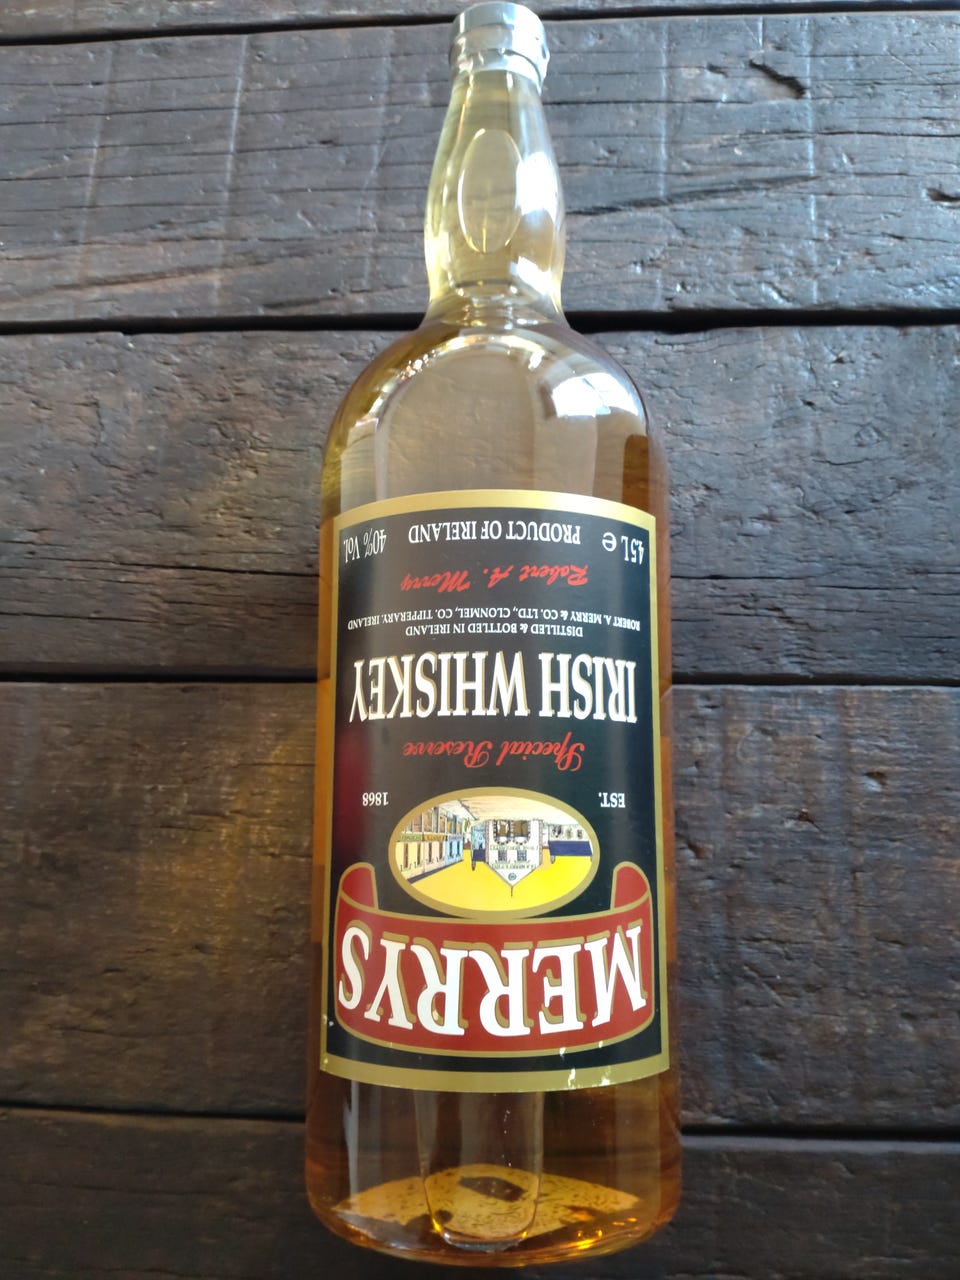 MERRYS
EST. 1868
Special Reserve
IRISH WHISKEY
DISTILLED & BOTTLED IN IRELAND
ROBERT A. MERRY & CO. LTD., CLONMEL, CO. TIPPERARY. IRELAND
Robert A. Merry
4.5 L e PRODUCT OF IRELAND 40% Vol.